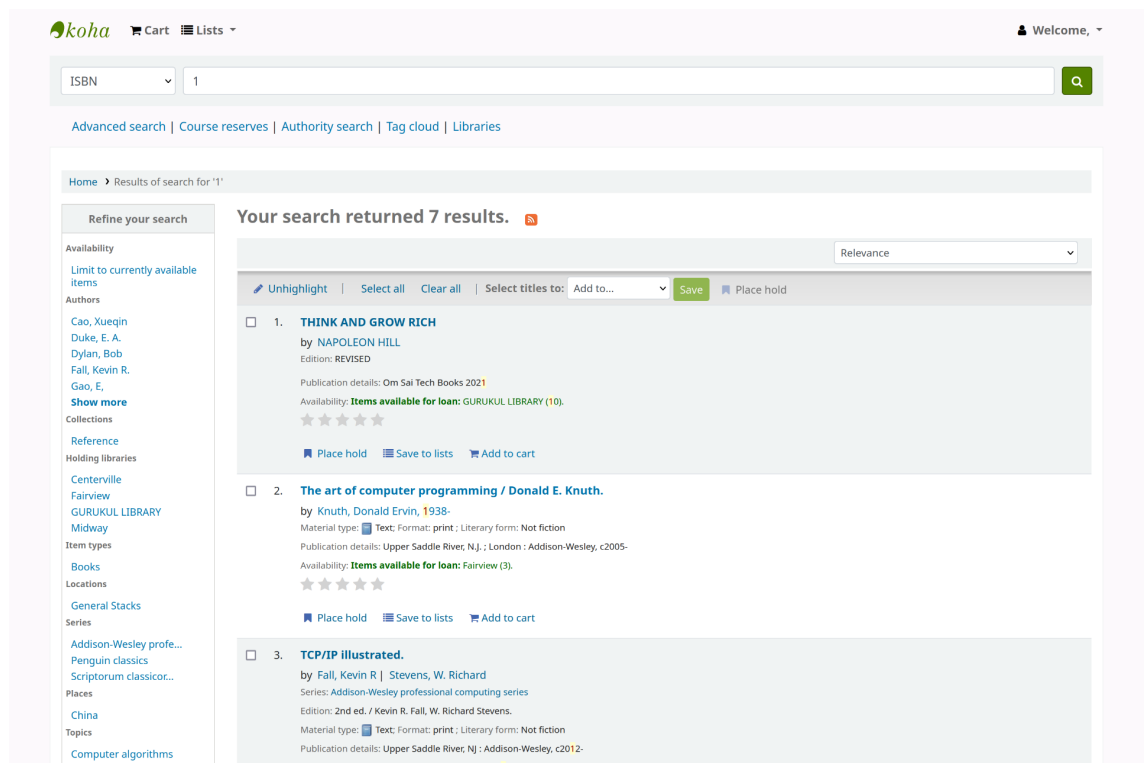 koha Cart Lists Welcome,
ISBN 1
Advanced search | Course reserves | Authority search | Tag cloud | Libraries
Home Results of search for '1'
Refine your search
Availability
Limit to currently available
items
Authors
Cao, Xueqin
Duke, E. A.
Dylan, Bob
Fall, Kevin R.
Gao, E,
Show more
Collections
Reference
Holding libraries
Centerville
Fairview
GURUKUL LIBRARY
Midway
Item types
Books
Locations
General Stacks
Series
Addison-Wesley profe...
Penguin classics
Scriptorum classicor...
Places
China
Topics
Computer algorithms
Your search returned 7 results.
Relevance
Unhighlight | Select all Clear all | Select titles to: Add to... Save Place hold
1. THINK AND GROW RICH
by NAPOLEON HILL
Edition: REVISED
Publication details: Om Sai Tech Books 2021
Availability: Items available for loan: GURUKUL LIBRARY (10).
Place hold Save to lists Add to cart
2. The art of computer programming / Donald E. Knuth.
by Knuth, Donald Ervin, 1938-
Material type: Text; Format: print ; Literary form: Not fiction
Publication details: Upper Saddle River, N.J. ; London : Addison-Wesley, c2005-
Availability: Items available for loan: Fairview (3).
Place hold Save to lists Add to cart
3. TCP/IP illustrated.
by Fall, Kevin R | Stevens, W. Richard
Series: Addison-Wesley professional computing series
Edition: 2nd ed. / Kevin R. Fall, W. Richard Stevens.
Material type: Text; Format: print ; Literary form: Not fiction
Publication details: Upper Saddle River, NJ : Addison-Wesley, c2012-